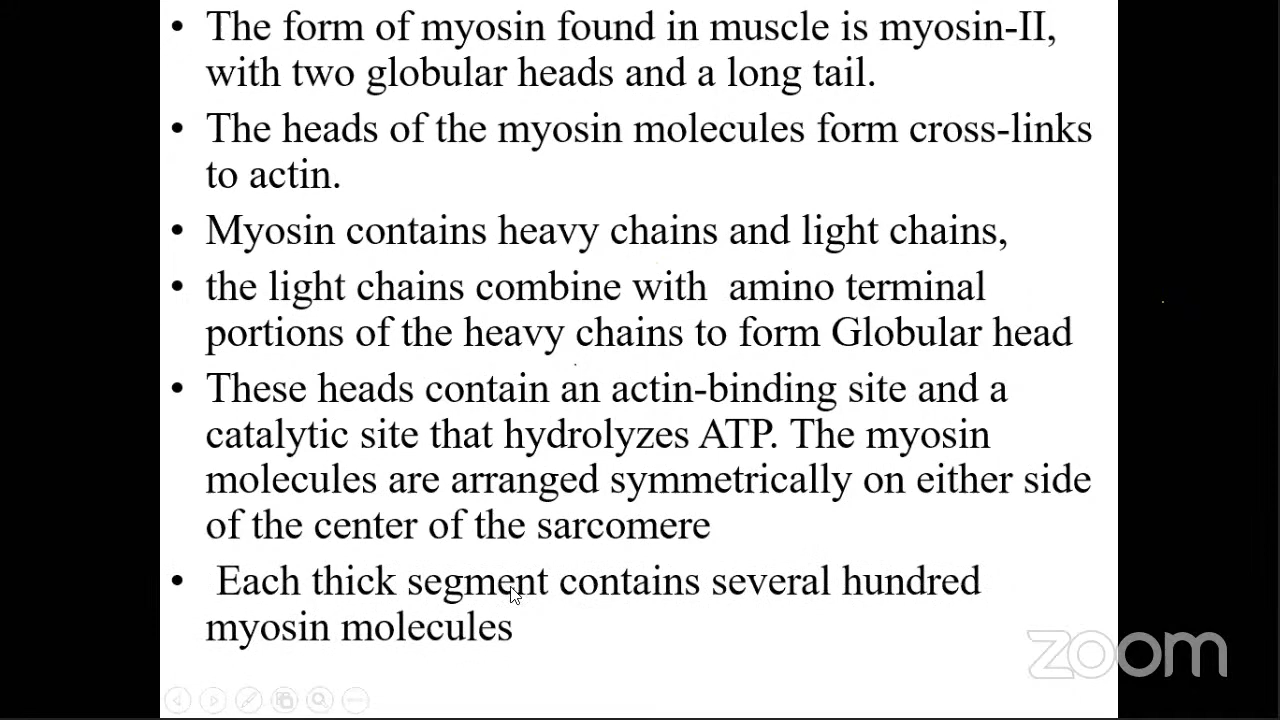 • The form of myosin found in muscle is myosin-II,
with two globular heads and a long tail.
• The heads of the myosin molecules form cross-links
to actin.
• Myosin contains heavy chains and light chains,
• the light chains combine with  amino terminal
portions of the heavy chains to form Globular head
• These heads contain an actin-binding site and a
catalytic site that hydrolyzes ATP. The myosin
molecules are arranged symmetrically on either side
of the center of the sarcomere
• Each thick segment contains several hundred
myosin molecules
zoom